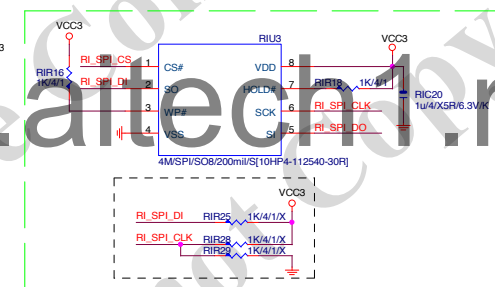 VCC3
RIU3
VCC3
RI_SPI_CS
1
CS#
VDD
8
RIR16
1K/4/1
RI_SPI_DI
2
SO
HOLD#
7
RIR18
1K/4/1
RIC20
1u/4/X5R/6.3V/K
3
WP#
SCK
6
RI_SPI_CLK
4
VSS
SI
5
RI_SPI_DO
4M/SPI/SO8/200mil/S[10HP4-112540-30R]
VCC3
RI_SPI_DI
RIR25
1K/4/1/X
RI_SPI_CLK
RIR28
1K/4/1/X
RIR29
1K/4/1/X